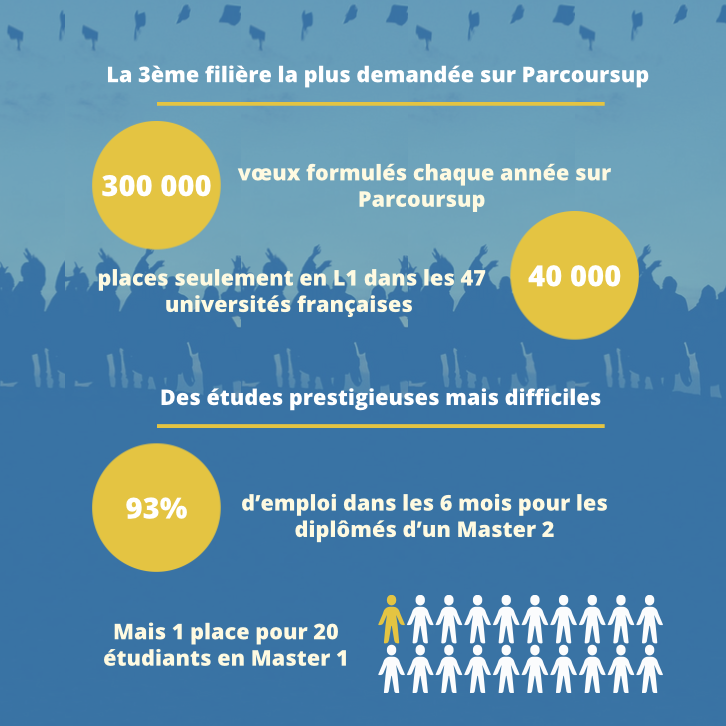 La 3ème filière la plus demandée sur Parcoursup
300 000
vœux formulés chaque année sur
Parcoursup
places seulement en L1 dans les 47
universités françaises
40 000
Des études prestigieuses mais difficiles
93%
d’emploi dans les 6 mois pour les
diplômés d’un Master 2
Mais 1 place pour 20
étudiants en Master 1